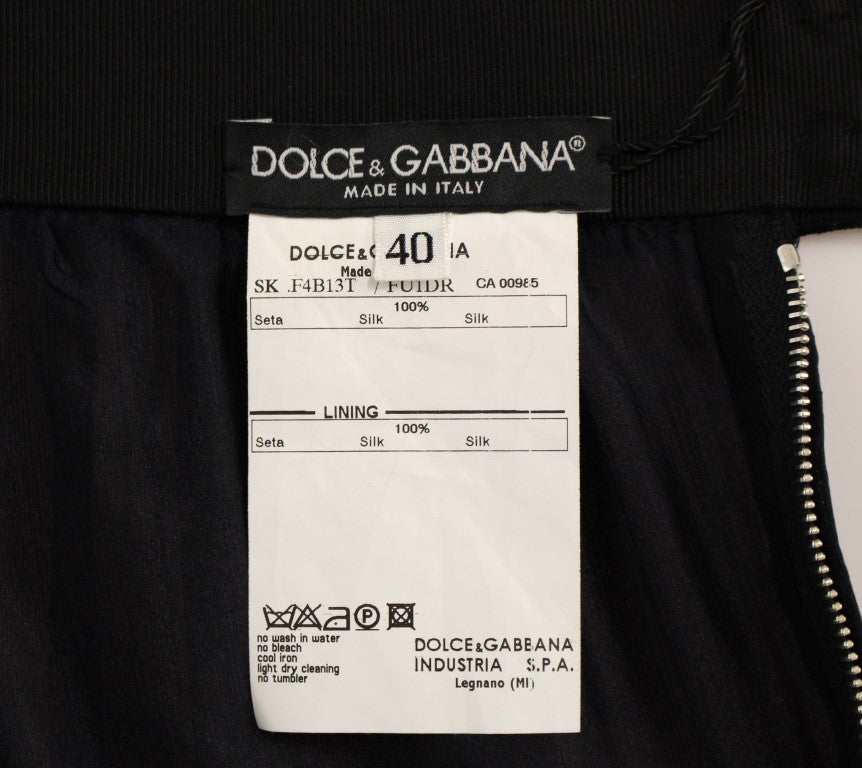 DOLCE & GABBANA®
MADE IN ITALY
40
DOLCE&
Made
SK .F4B13T / FU1DR CA 00985
100%
Seta Silk Silk
LINING
100%
Seta Silk Silk
P
no wash in water
no bleach
cool iron
light dry cleaning
no tumbler
DOLCE&GABBANA
INDUSTRIA S.P.A.
Legnano (MI)